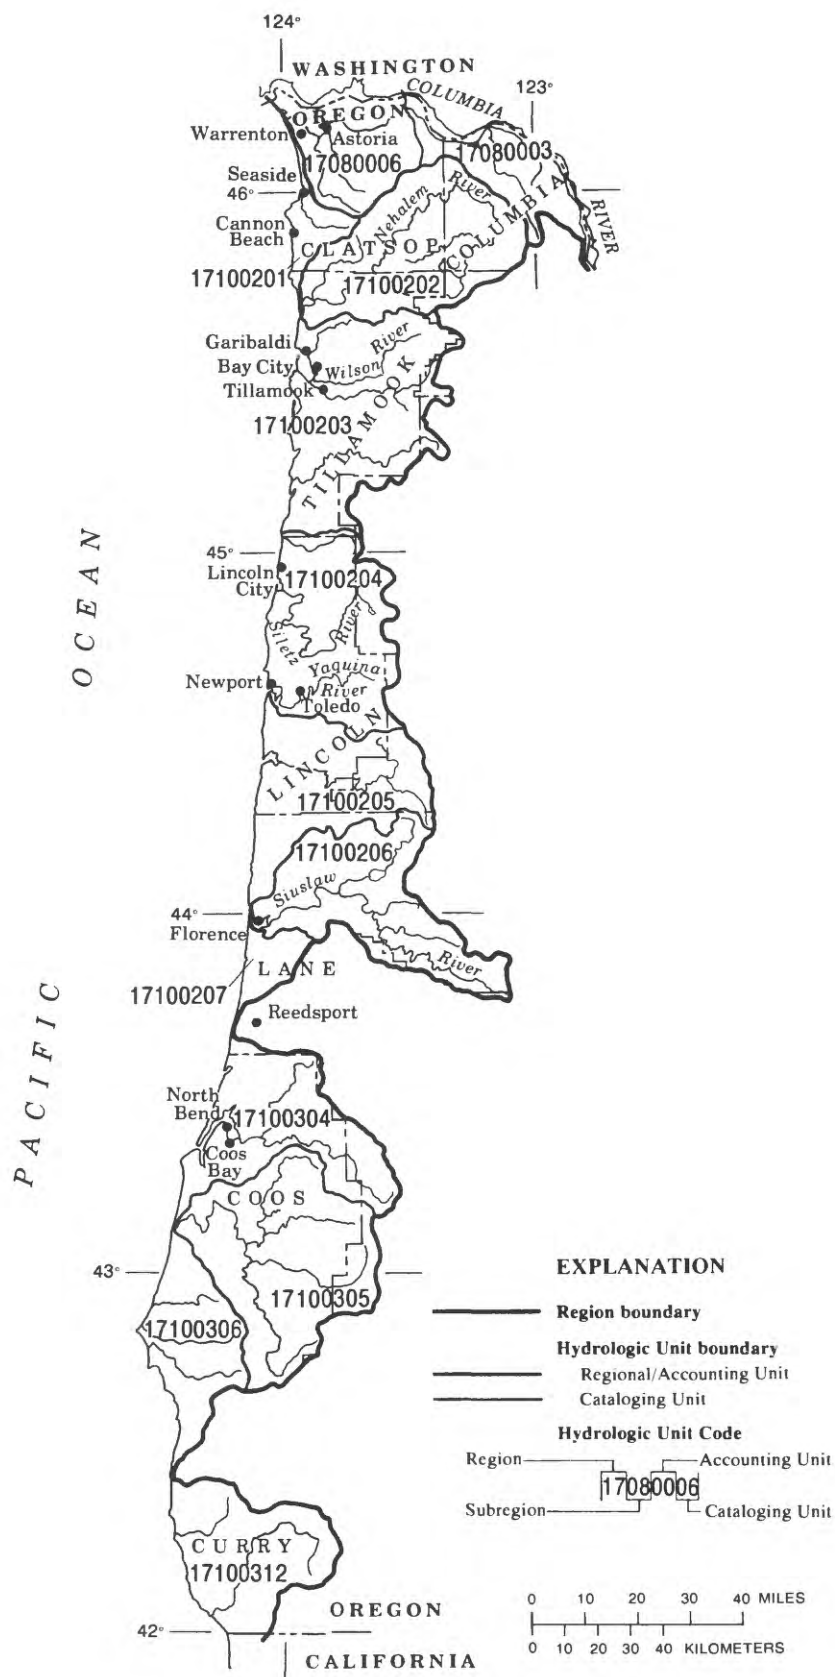 124°
WASHINGTON
COLUMBIA
123°
OREGON
Warrenton
Astoria
17080006
17080003
Seaside
46°
Nehalem
River
COLUMBIA
RIVER
Cannon
Beach
CLATSOP
17100201
17100202
Garibaldi
River
Bay City
Wilson
Tillamook
17100203
TILLAMOOK
OCEAN
45°
Lincoln
City
17100204
Siletz
River
Yaquina
Newport
River
Toledo
LINCOLN
17100205
17100206
Siuslaw
44°
Florence
River
LANE
17100207
Reedsport
PACIFIC
North
Bend
17100304
Coos
Bay
COOS
43°
17100305
17100306
EXPLANATION
Region boundary
Hydrologic Unit boundary
Regional/Accounting Unit
Cataloging Unit
Hydrologic Unit Code
Region
Accounting Unit
17080006
Subregion
Cataloging Unit
CURRY
17100312
0 10 20 30 40 MILES
0 10 20 30 40 KILOMETERS
OREGON
42°
CALIFORNIA